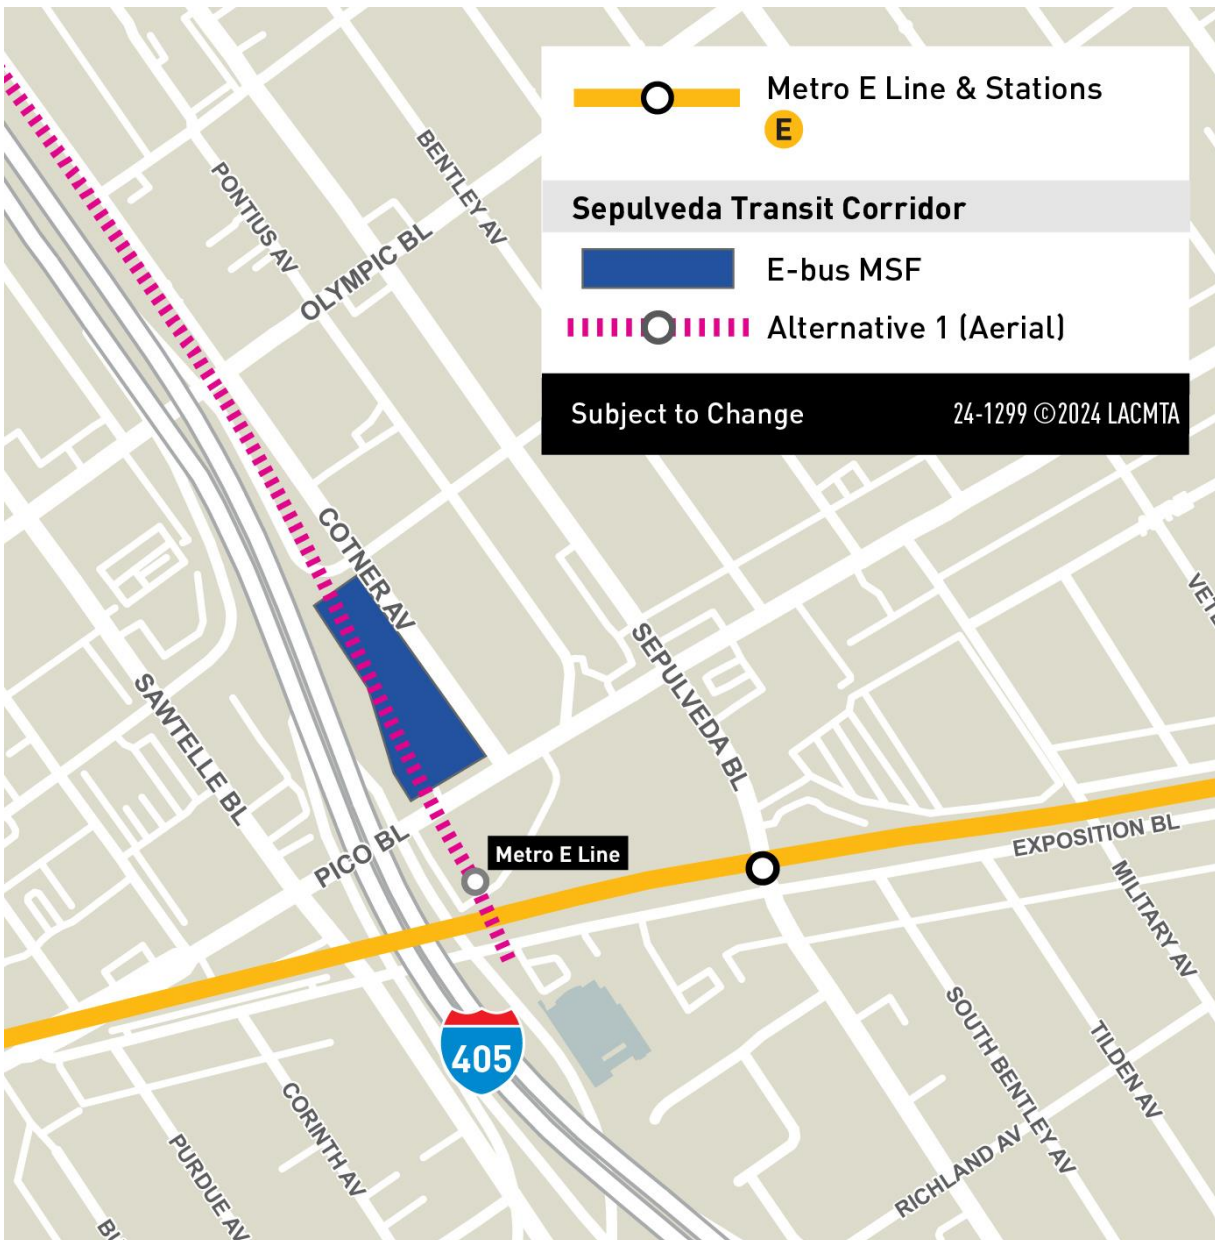 Metro E Line & Stations
E
Sepulveda Transit Corridor
E-bus MSF
Alternative 1 (Aerial)
Subject to Change
24-1299 ©2024 LACMTA
BENTLEY AV
PONTIUS AV
OLYMPIC BL
COTNER AV
SEPULVEDA BL
SAWTELLE BL
PICO BL
Metro E Line
EXPOSITION BL
MILITARY AV
405
SOUTH BENTLEY AV
TILDEN AV
RICHLAND AV
CORINTH AV
PURDUE AV